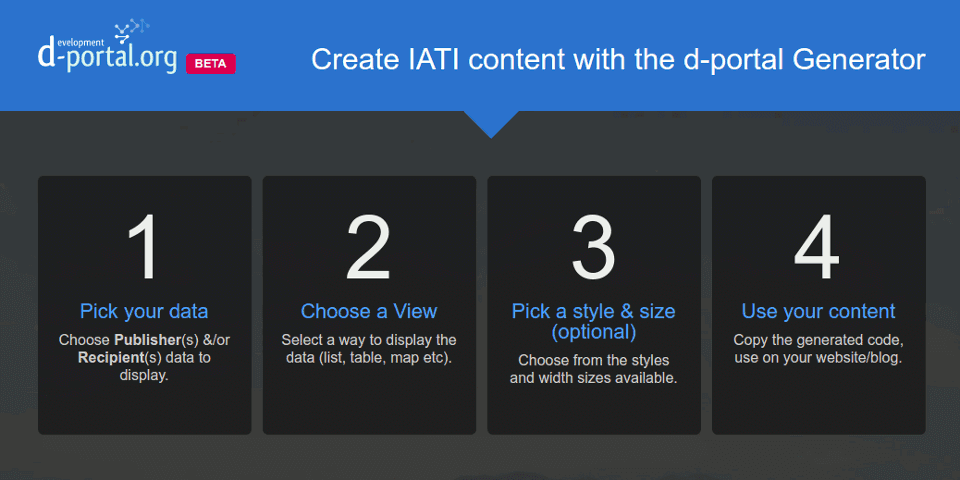 development
d-portal.org
BETA
Create IATI content with the d-portal Generator
1
Pick your data
Choose Publisher(s) &/or
Recipient(s) data to
display.
2
Choose a View
Select a way to display the
data (list, table, map etc).
3
Pick a style & size
(optional)
Choose from the styles
and width sizes available.
4
Use your content
Copy the generated code,
use on your website/blog.